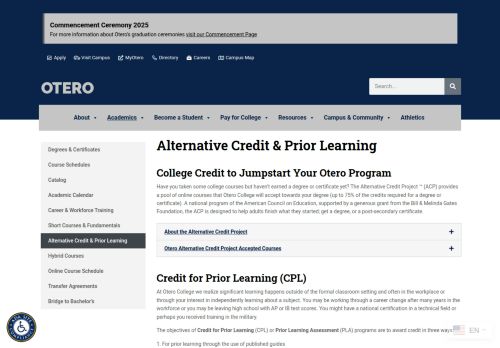 Commencement Ceremony 2025
For more information about Otero's graduation ceremonies visit our Commencement Page
Apply
Visit Campus
MyOtero
Directory
Careers
Campus Map
OTERO
Search...
About
Academics
Become a Student
Pay for College
Resources
Campus & Community
Athletics
Degrees & Certificates
Course Schedules
Catalog
Academic Calendar
Career & Workforce Training
Short Courses & Fundamentals
Alternative Credit & Prior Learning
Hybrid Courses
Online Course Schedule
Transfer Agreements
Bridge to Bachelor's
Alternative Credit & Prior Learning
College Credit to Jumpstart Your Otero Program
Have you taken some college courses but haven't earned a degree or certificate yet? The Alternative Credit Project ™ (ACP) provides
a pool of online courses that Otero College will accept towards your degree (up to 75% of the credits required for a degree or
certificate). A national program of the American Council on Education, supported by a generous grant from the Bill & Melinda Gates
Foundation, the ACP is designed to help adults finish what they started; get a degree, or a post-secondary certificate.
About the Alternative Credit Project
+
Otero Alternative Credit Project Accepted Courses
+
Credit for Prior Learning (CPL)
At Otero College we realize significant learning happens outside of the formal classroom setting and often in the workplace or
through your interest in independently learning about a subject. You may be working through a career change after many years in the
workforce or you may be leaving high school with AP or IB test scores. You might have a national certification in a technical field or
perhaps you received training in the military.
The objectives of Credit for Prior Learning (CPL) or Prior Learning Assessment (PLA) programs are to award credit in three ways:
1. For prior learning through the use of published guides
EN